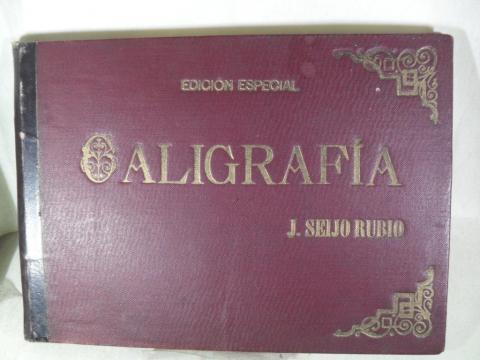 EDICIÓN ESPECIAL
CALIGRAFÍA
J. SEIJO RUBIO